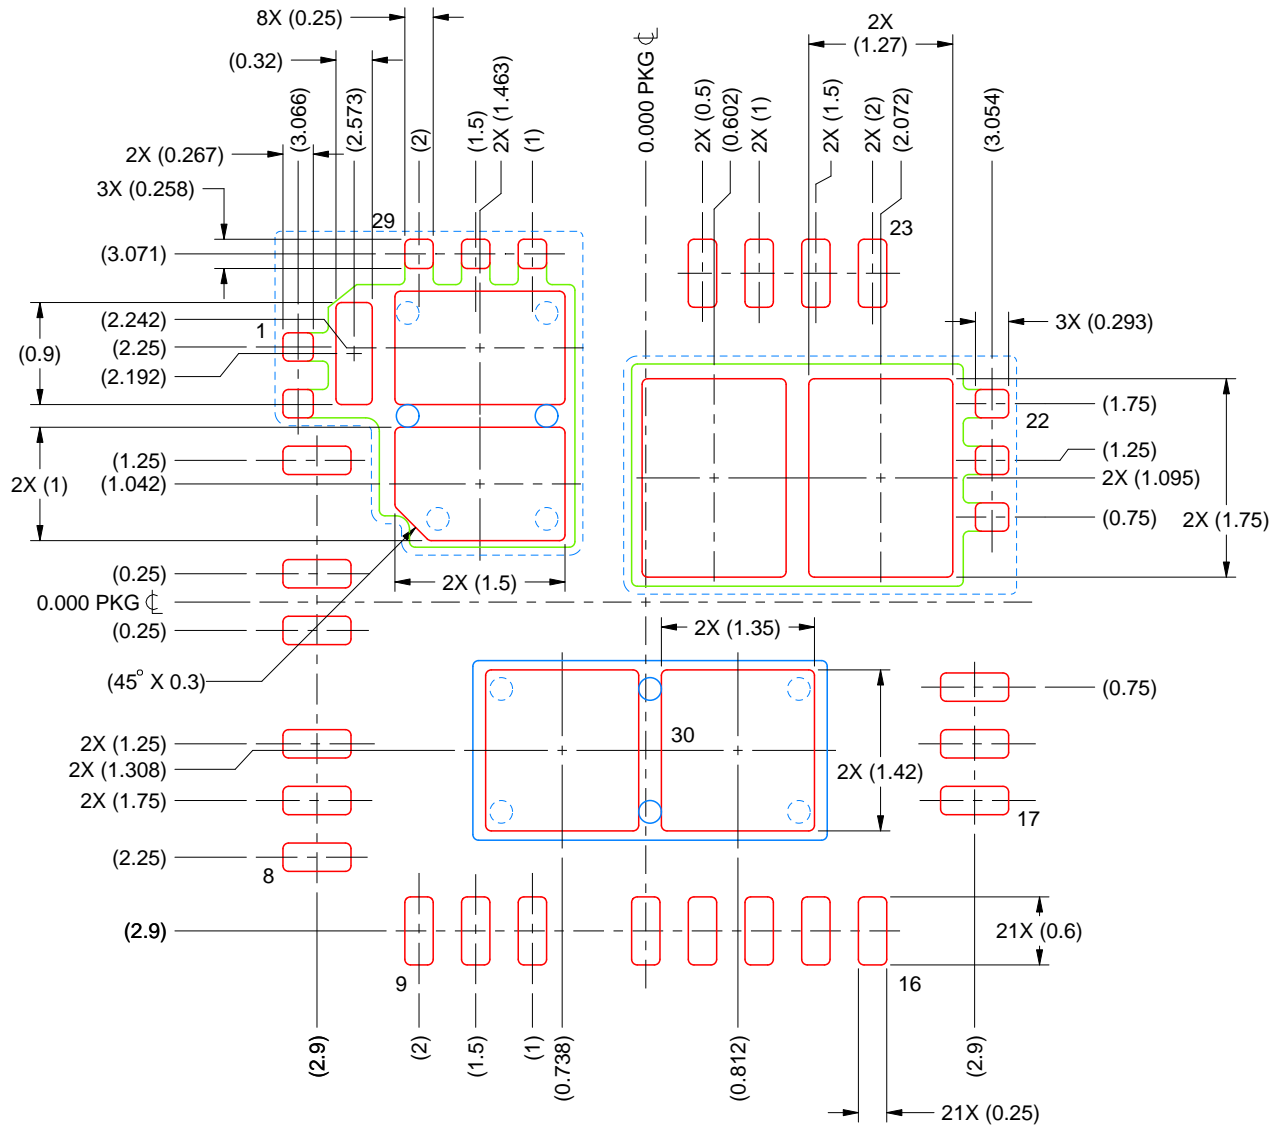 8X (0.25)
2X
(1.27)
(0.32)
0.000 PKG ℄
(3.066)
(2.573)
(2)
(1.5)
2X (1.463)
(1)
2X (0.5)
(0.602)
2X (1)
2X (1.5)
2X (2)
(2.072)
(3.054)
2X (0.267)
3X (0.258)
29
23
(3.071)
(2.242)
1
(2.25)
(0.9)
(2.192)
3X (0.293)
(1.75)
22
(1.25)
2X (1.095)
(0.75)
2X (1.75)
(1.25)
2X (1)
(1.042)
(0.25)
2X (1.5)
0.000 PKG ℄
(0.25)
2X (1.35)
(45° X 0.3)
(0.75)
30
2X (1.25)
2X (1.308)
2X (1.42)
2X (1.75)
17
(2.25)
8
(2.9)
21X (0.6)
9
16
(2.9)
(2)
(1.5)
(1)
(0.738)
(0.812)
(2.9)
21X (0.25)